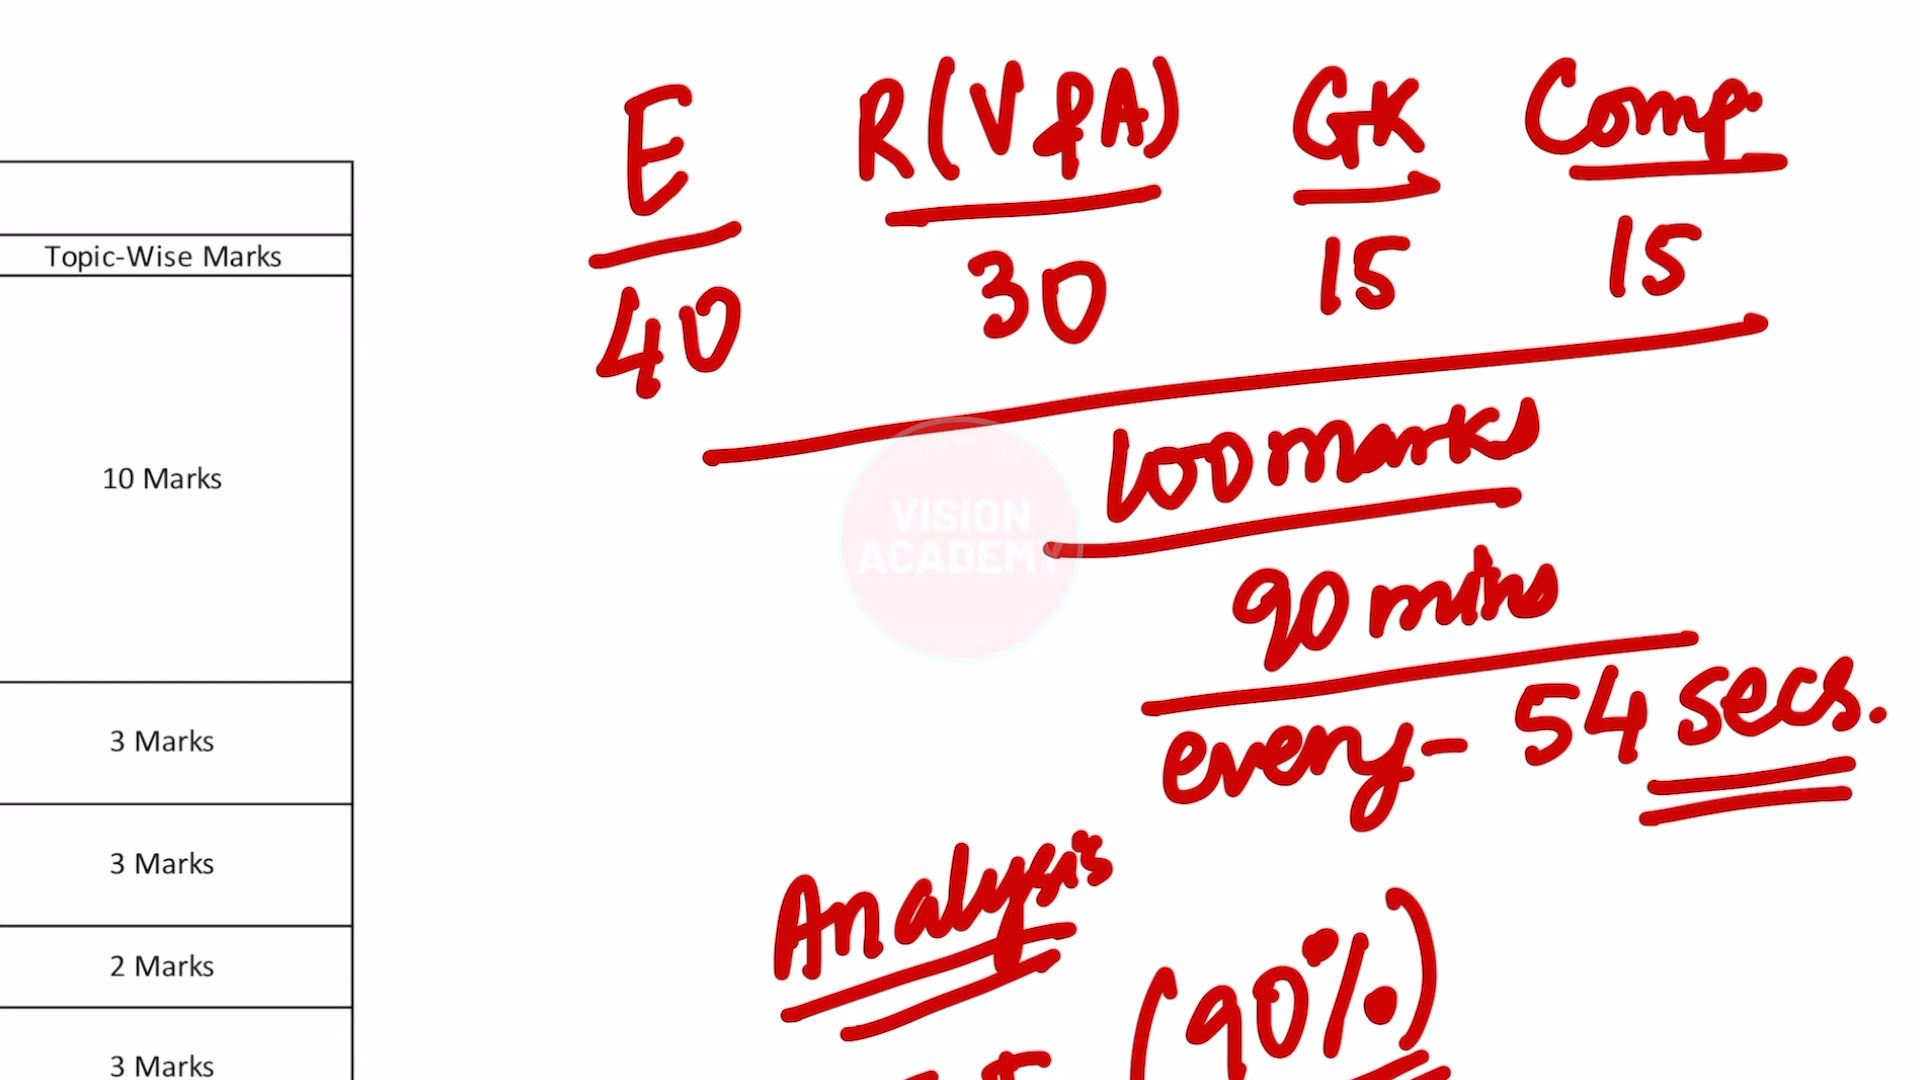 E R(V&A) GK Comp.
40 30 15 15
Topic-Wise Marks
10 Marks
100 marks
VISION
ACADEMY
90 mins
every - 54 secs.
3 Marks
3 Marks
Analysis
2 Marks
(90%)
3 Marks